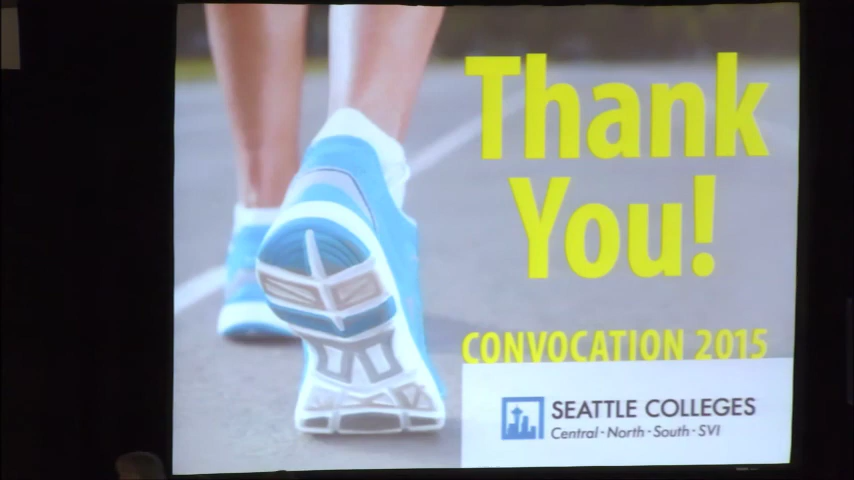 Thank
You!
CONVOCATION 2015
SEATTLE COLLEGES
Central · North · South · SVI